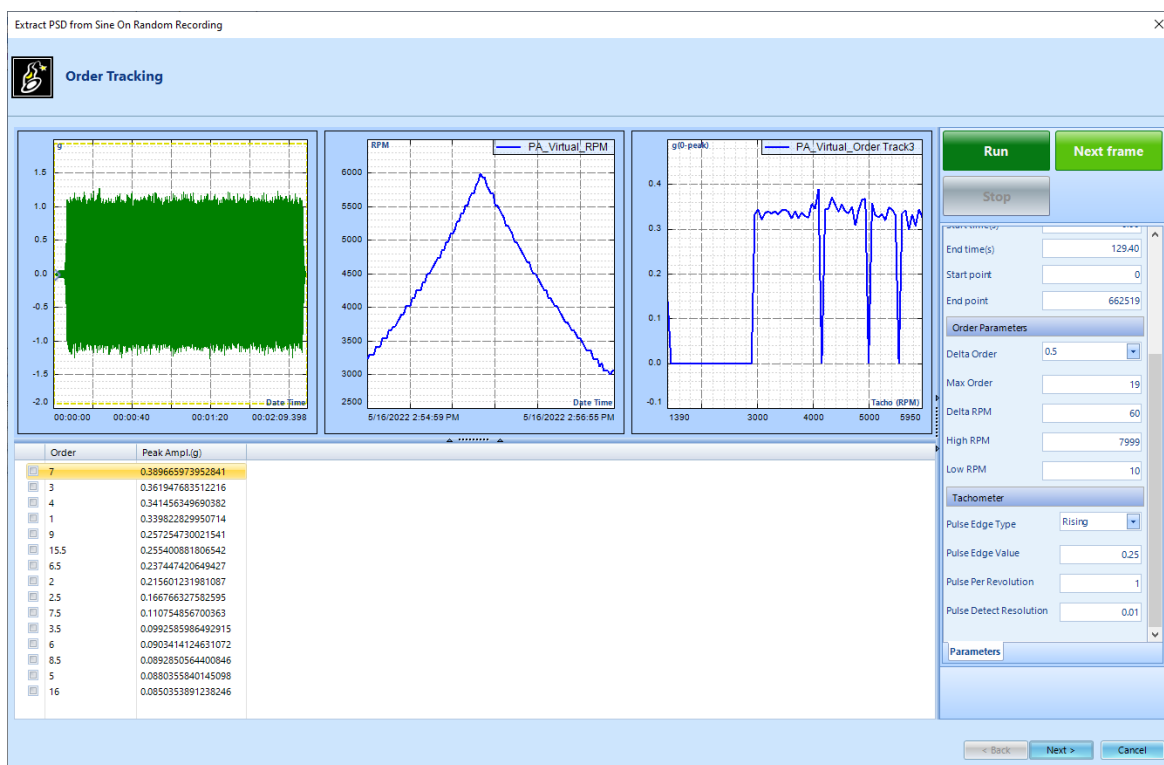 Extract PSD from Sine On Random Recording
Order Tracking
g
1.5
1.0
0.5
0.0
-0.5
-1.0
-1.5
-2.0
Date Time
00:00:00 00:00:40 00:01:20 00:02:09.398
RPM
PA_Virtual_RPM
6000
5500
5000
4500
4000
3500
3000
2500
Date Time
5/16/2022 2:54:59 PM 5/16/2022 2:56:55 PM
g(0-peak)
PA_Virtual_Order Track3
0.4
0.3
0.2
0.1
0.0
-0.1
Tacho (RPM)
1390 3000 4000 5000 5950
Run Next frame
Stop
End time(s) 129.40
Start point 0
End point 662519
Order Parameters
Delta Order 0.5
Max Order 19
Delta RPM 60
High RPM 7999
Low RPM 10
Tachometer
Pulse Edge Type Rising
Pulse Edge Value 0.25
Pulse Per Revolution 1
Pulse Detect Resolution 0.01
Parameters
Order Peak Ampl.(g)
7 0.389665973952841
3 0.361947683512216
4 0.341456349690382
1 0.339822829950714
9 0.257254730021541
15.5 0.255400881806542
6.5 0.237447420649427
2 0.215601231981087
2.5 0.166766327582595
7.5 0.110754856700363
3.5 0.0992585986492915
6 0.0903414124631072
8.5 0.0892850564400846
5 0.0880355840145098
16 0.0850353891238246
< Back Next > Cancel